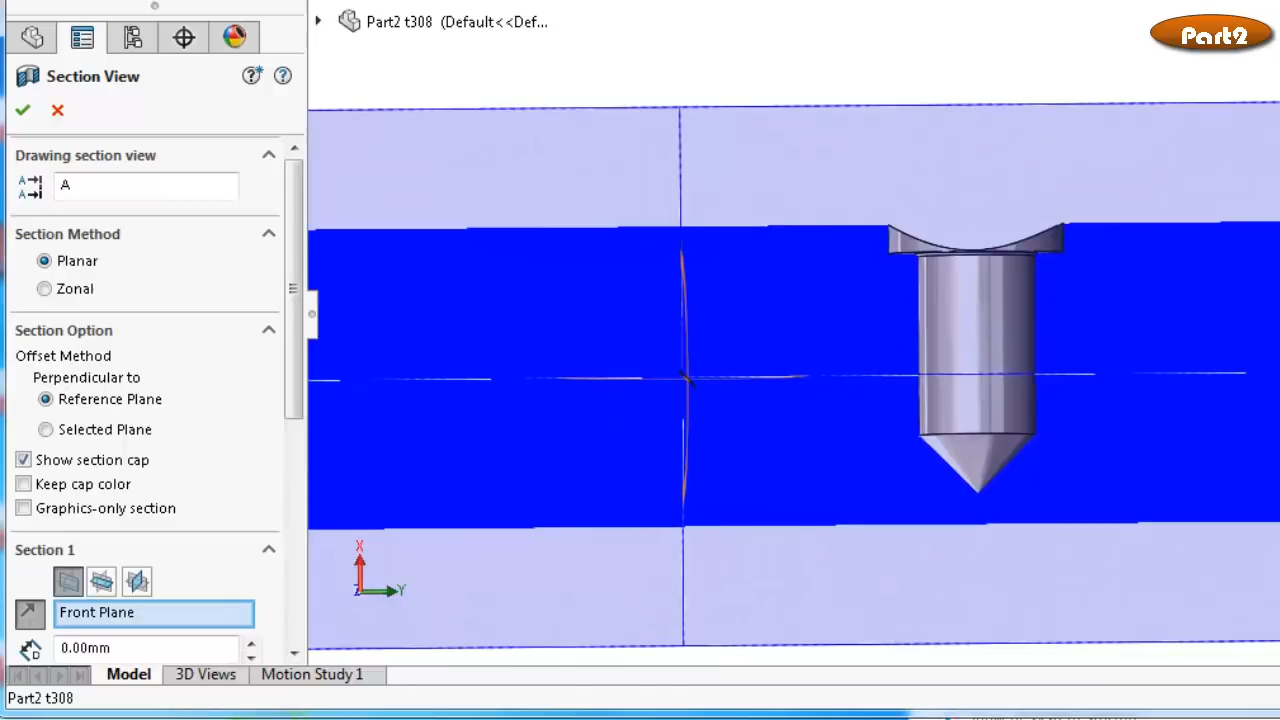 Part2 t308 (Default<<Def...
Part2
Section View
Drawing section view
A
Section Method
Planar
Zonal
Section Option
Offset Method
Perpendicular to
Reference Plane
Selected Plane
Show section cap
Keep cap color
Graphics-only section
Section 1
Front Plane
0.00mm
X
Y
Z
Model
3D Views
Motion Study 1
Part2 t308